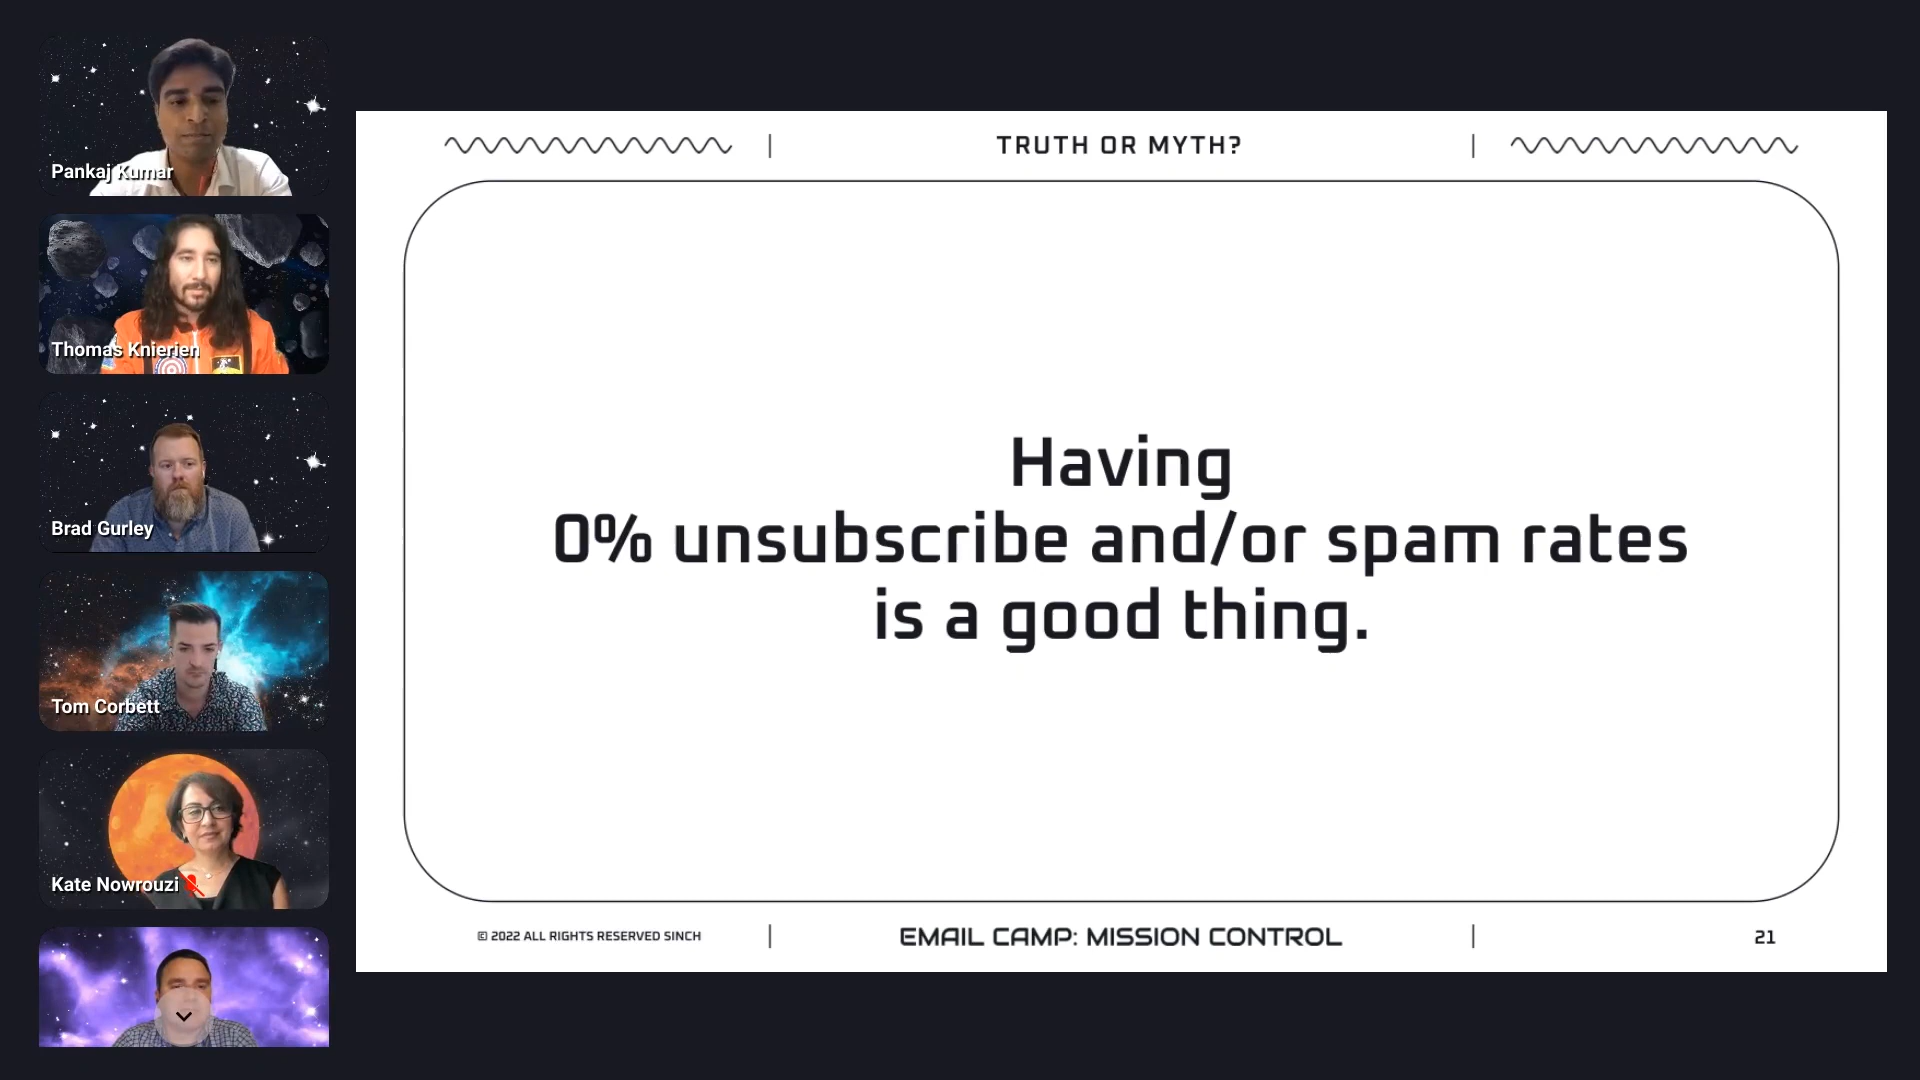 Pankaj Kumar
Thomas Knierien
Brad Gurley
Tom Corbett
Kate Nowrouzi
TRUTH OR MYTH?
Having
0% unsubscribe and/or spam rates
is a good thing.
© 2022 ALL RIGHTS RESERVED SINCH
EMAIL CAMP: MISSION CONTROL
21